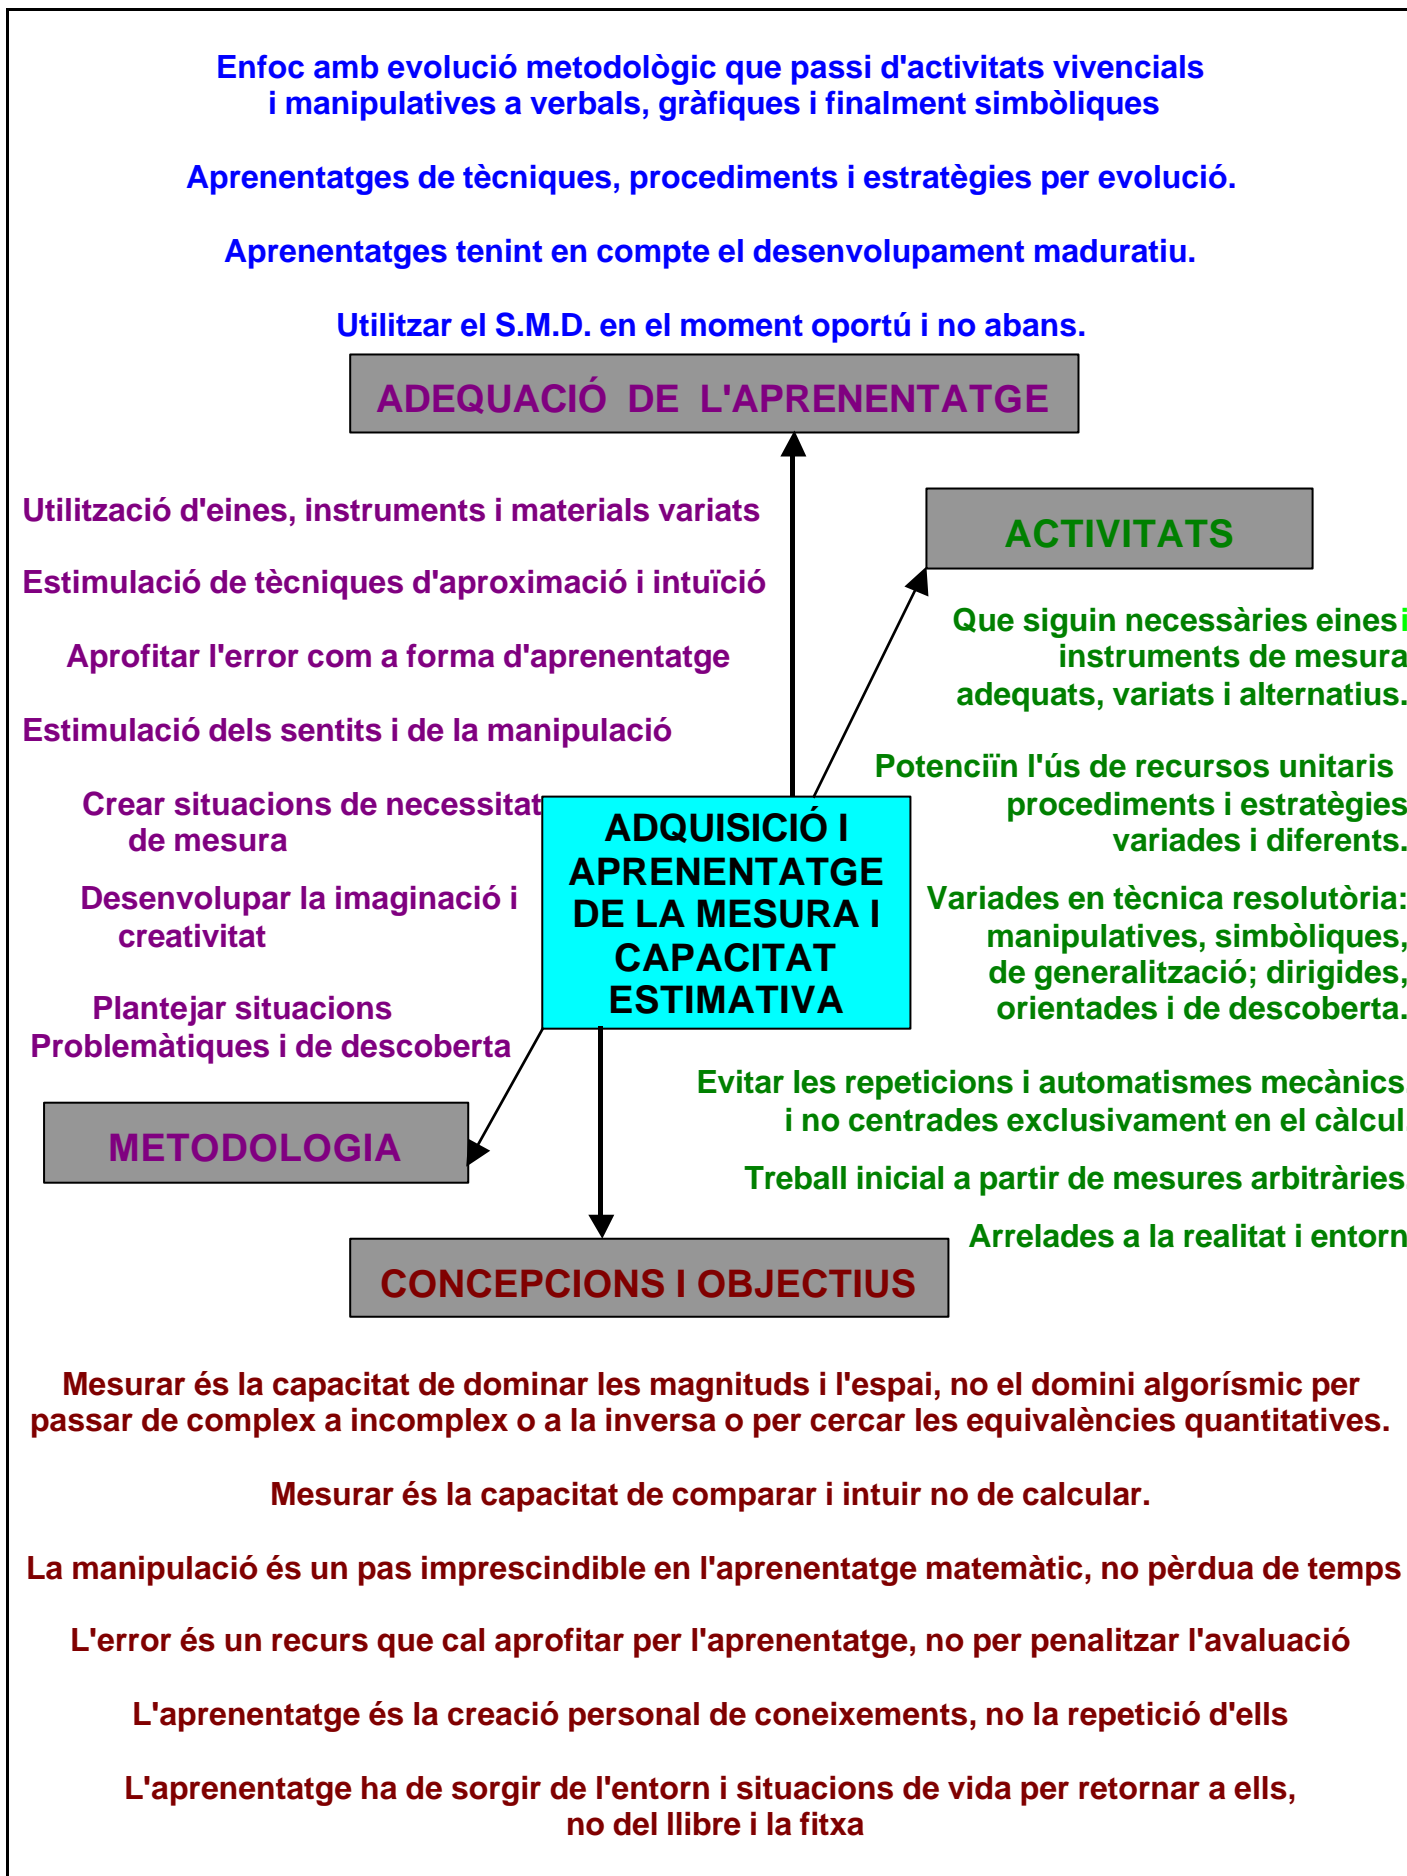 Enfoc amb evolució metodològic que passi d'activitats vivencials
i manipulatives a verbals, gràfiques i finalment simbòliques
Aprenentatges de tècniques, procediments i estratègies per evolució.
Aprenentatges tenint en compte el desenvolupament maduratiu.
Utilitzar el S.M.D. en el moment oportú i no abans.
ADEQUACIÓ DE L'APRENENTATGE
Utilització d'eines, instruments i materials variats
Estimulació de tècniques d'aproximació i intuïció
Aprofitar l'error com a forma d'aprenentatge
Estimulació dels sentits i de la manipulació
Crear situacions de necessitat
de mesura
Desenvolupar la imaginació i
creativitat
Plantejar situacions
Problemàtiques i de descoberta
METODOLOGIA
ACTIVITATS
Que siguin necessàries eines i
instruments de mesura
adequats, variats i alternatius.
Potenciïn l'ús de recursos unitaris
procediments i estratègies
variades i diferents.
Variades en tècnica resolutòria:
manipulatives, simbòliques,
de generalització; dirigides,
orientades i de descoberta.
Evitar les repeticions i automatismes mecànics
i no centrades exclusivament en el càlcul.
Treball inicial a partir de mesures arbitràries.
Arrelades a la realitat i entorn
ADQUISICIÓ I
APRENENTATGE
DE LA MESURA I
CAPACITAT
ESTIMATIVA
CONCEPCIONS I OBJECTIUS
Mesurar és la capacitat de dominar les magnituds i l'espai, no el domini algorísmic per
passar de complex a incomplex o a la inversa o per cercar les equivalències quantitatives.
Mesurar és la capacitat de comparar i intuir no de calcular.
La manipulació és un pas imprescindible en l'aprenentatge matemàtic, no pèrdua de temps
L'error és un recurs que cal aprofitar per l'aprenentatge, no per penalitzar l'avaluació
L'aprenentatge és la creació personal de coneixements, no la repetició d'ells
L'aprenentatge ha de sorgir de l'entorn i situacions de vida per retornar a ells,
no del llibre i la fitxa